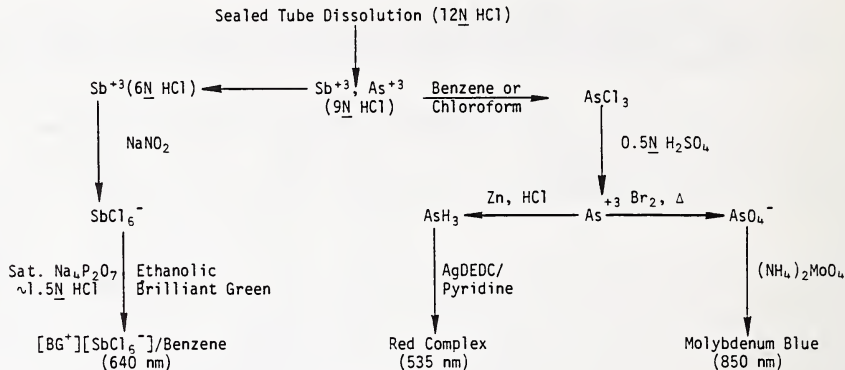 Sealed Tube Dissolution (12N HCl)
Sb+3(6N HCl)
Sb+3, As+3
(9N HCl)
Benzene or
Chloroform
AsCl3
NaNO2
0.5N H2SO4
SbCl6-
AsH3
Zn, HCl
As+3
Br2, Δ
AsO4-
Sat. Na4P2O7
~1.5N HCl
Ethanolic
Brilliant Green
AgDEDC/
Pyridine
(NH4)2MoO4
[BG+][SbCl6-]/Benzene
(640 nm)
Red Complex
(535 nm)
Molybdenum Blue
(850 nm)